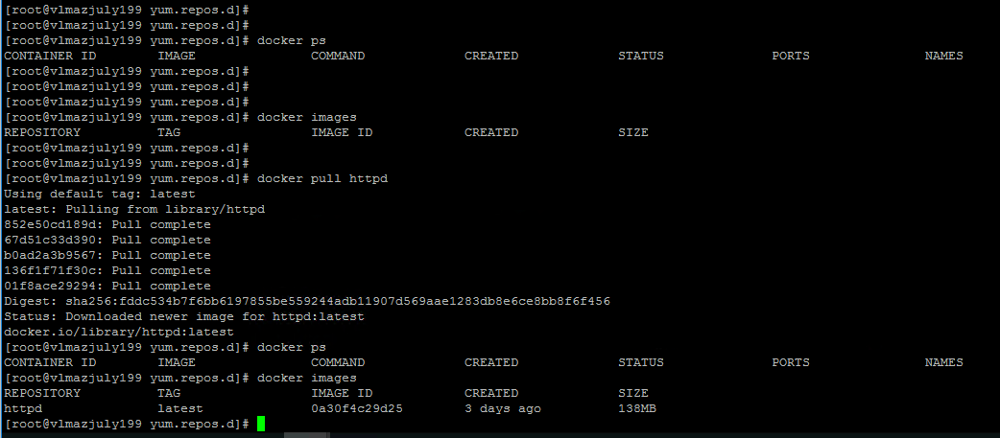 [root@vlmazjuly199 yum.repos.d]#
[root@vlmazjuly199 yum.repos.d]#
[root@vlmazjuly199 yum.repos.d]# docker ps
CONTAINER ID        IMAGE               COMMAND             CREATED             STATUS              PORTS               NAMES
[root@vlmazjuly199 yum.repos.d]#
[root@vlmazjuly199 yum.repos.d]#
[root@vlmazjuly199 yum.repos.d]#
[root@vlmazjuly199 yum.repos.d]# docker images
REPOSITORY          TAG                 IMAGE ID            CREATED             SIZE
[root@vlmazjuly199 yum.repos.d]#
[root@vlmazjuly199 yum.repos.d]#
[root@vlmazjuly199 yum.repos.d]# docker pull httpd
Using default tag: latest
latest: Pulling from library/httpd
852e50cd189d: Pull complete
67d51c33d390: Pull complete
b0ad2a3b9567: Pull complete
136f1f71f30c: Pull complete
01f8ace29294: Pull complete
Digest: sha256:fddc534b7f6bb6197855be559244adb11907d569aae1283db8e6ce8bb8f6f456
Status: Downloaded newer image for httpd:latest
docker.io/library/httpd:latest
[root@vlmazjuly199 yum.repos.d]# docker ps
CONTAINER ID        IMAGE               COMMAND             CREATED             STATUS              PORTS               NAMES
[root@vlmazjuly199 yum.repos.d]# docker images
REPOSITORY          TAG                 IMAGE ID            CREATED             SIZE
httpd               latest              0a30f4c29d25        3 days ago          138MB
[root@vlmazjuly199 yum.repos.d]#